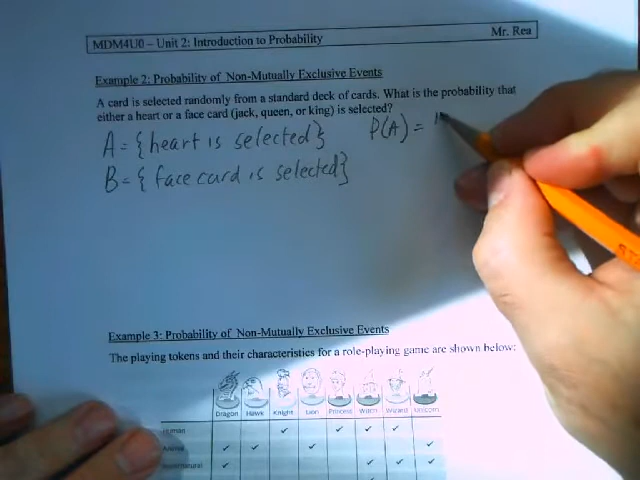 MDM4U0 – Unit 2: Introduction to Probability Mr. Rea
Example 2: Probability of Non-Mutually Exclusive Events
A card is selected randomly from a standard deck of cards. What is the probability that
either a heart or a face card (jack, queen, or king) is selected?
A = {heart is selected} P(A) =
B = {face card is selected}
Example 3: Probability of Non-Mutually Exclusive Events
The playing tokens and their characteristics for a role-playing game are shown below:
Dragon Hawk Knight Lion Princess Witch Wizard Unicorn
Human ✓ ✓ ✓ ✓
Animal ✓ ✓ ✓ ✓
✓ ✓ ✓ ✓